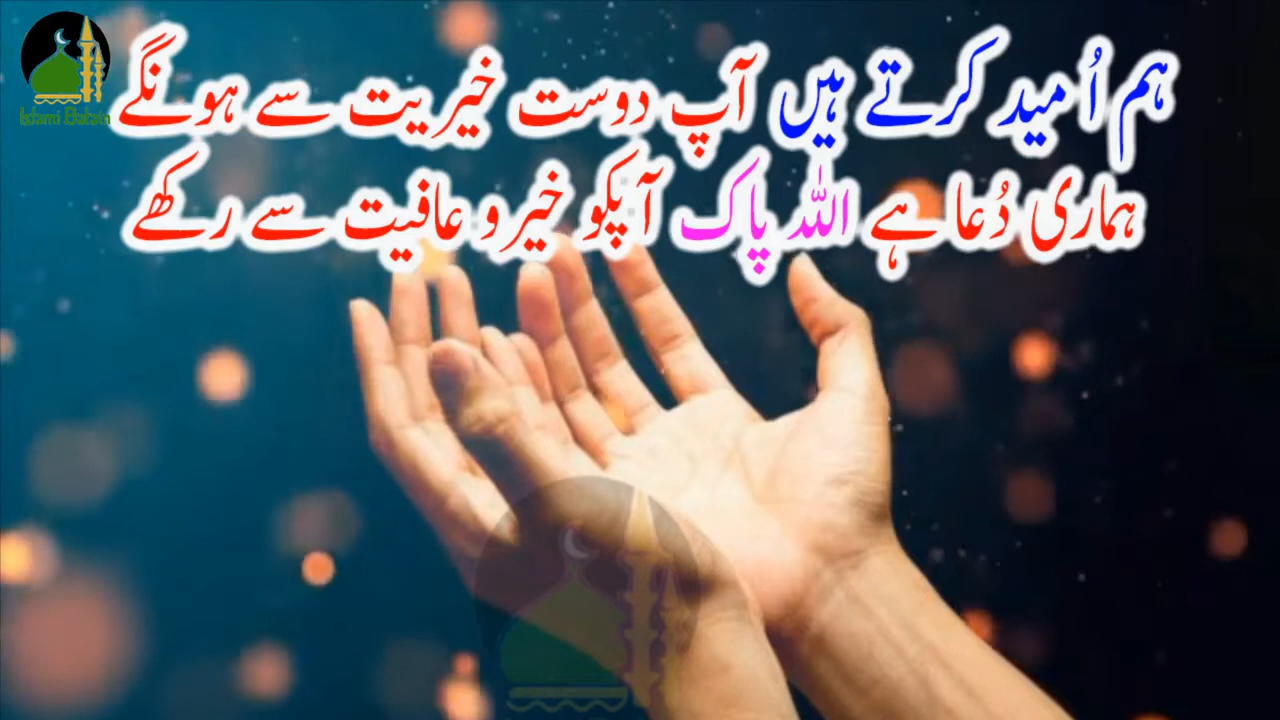 ہم اُمید کرتے ہیں آپ دوست خیریت سے ہونگے
ہماری دُعا ہے اللہ پاک آپکو خیر و عافیت سے رکھے